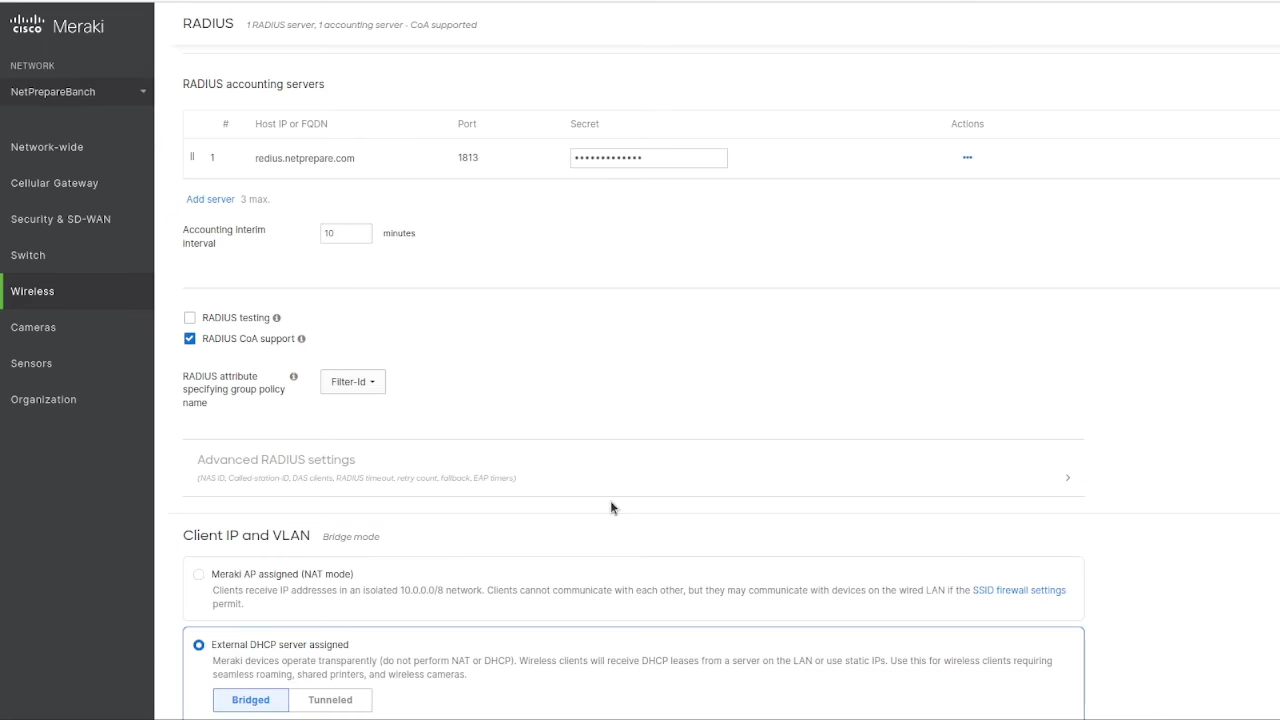 cisco Meraki
NETWORK
NetPrepareBanch
Network-wide
Cellular Gateway
Security & SD-WAN
Switch
Wireless
Cameras
Sensors
Organization
RADIUS 1 RADIUS server, 1 accounting server - CoA supported
RADIUS accounting servers
# Host IP or FQDN Port Secret Actions
1 redius.netprepare.com 1813 ••••••••••••• •••
Add server 3 max.
Accounting interim
interval
10 minutes
RADIUS testing
RADIUS CoA support
RADIUS attribute
specifying group policy
name
Filter-Id
Advanced RADIUS settings
(NAS ID, Called-station-ID, DAS clients, RADIUS timeout, retry count, fallback, EAP timers)
Client IP and VLAN Bridge mode
Meraki AP assigned (NAT mode)
Clients receive IP addresses in an isolated 10.0.0.0/8 network. Clients cannot communicate with each other, but they may communicate with devices on the wired LAN if the SSID firewall settings
permit.
External DHCP server assigned
Meraki devices operate transparently (do not perform NAT or DHCP). Wireless clients will receive DHCP leases from a server on the LAN or use static IPs. Use this for wireless clients requiring
seamless roaming, shared printers, and wireless cameras.
Bridged Tunneled